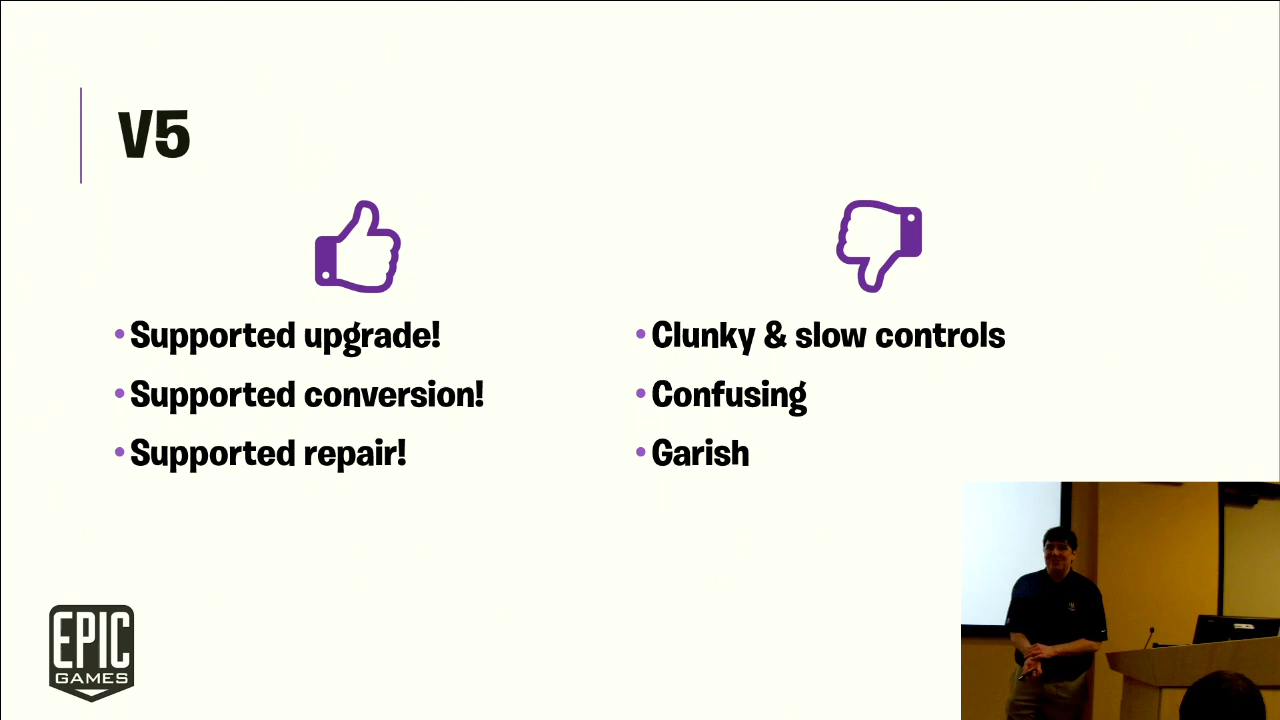 V5
Supported upgrade!
Supported conversion!
Supported repair!
Clunky & slow controls
Confusing
Garish
EPIC
GAMES